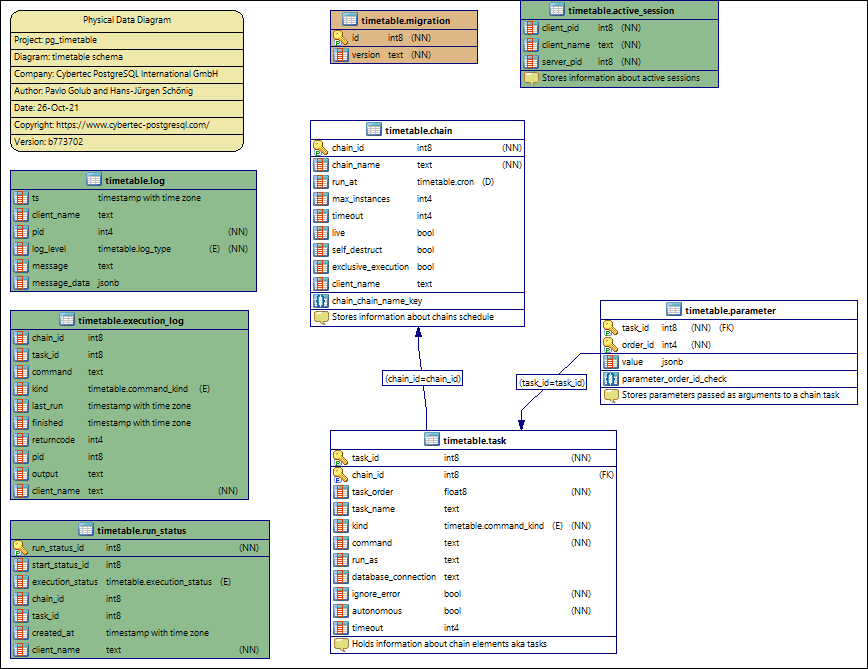 Physical Data Diagram
Project: pg_timetable
Diagram: timetable schema
Company: Cybertec PostgreSQL International GmbH
Author: Pavlo Golub and Hans-Jürgen Schönig
Date: 26-Oct-21
Copyright: https://www.cybertec-postgresql.com/
Version: b773702
timetable.migration
id int8 (NN)
version text (NN)
timetable.active_session
client_pid int8 (NN)
client_name text (NN)
server_pid int8 (NN)
Stores information about active sessions
timetable.chain
chain_id int8 (NN)
chain_name text (NN)
run_at timetable.cron (D)
max_instances int4
timeout int4
live bool
self_destruct bool
exclusive_execution bool
client_name text
chain_chain_name_key
Stores information about chains schedule
timetable.log
ts timestamp with time zone
client_name text
pid int4 (NN)
log_level timetable.log_type (E) (NN)
message text
message_data jsonb
timetable.execution_log
chain_id int8
task_id int8
command text
kind timetable.command_kind (E)
last_run timestamp with time zone
finished timestamp with time zone
returncode int4
pid int8
output text
client_name text (NN)
timetable.parameter
task_id int8 (NN) (FK)
order_id int4 (NN)
value jsonb
parameter_order_id_check
Stores parameters passed as arguments to a chain task
(chain_id=chain_id)
(task_id=task_id)
timetable.task
task_id int8 (NN)
chain_id int8 (FK)
task_order float8 (NN)
task_name text
kind timetable.command_kind (E) (NN)
command text (NN)
run_as text
database_connection text
ignore_error bool (NN)
autonomous bool (NN)
timeout int4
Holds information about chain elements aka tasks
timetable.run_status
run_status_id int8 (NN)
start_status_id int8
execution_status timetable.execution_status (E)
chain_id int8
task_id int8
created_at timestamp with time zone
client_name text (NN)